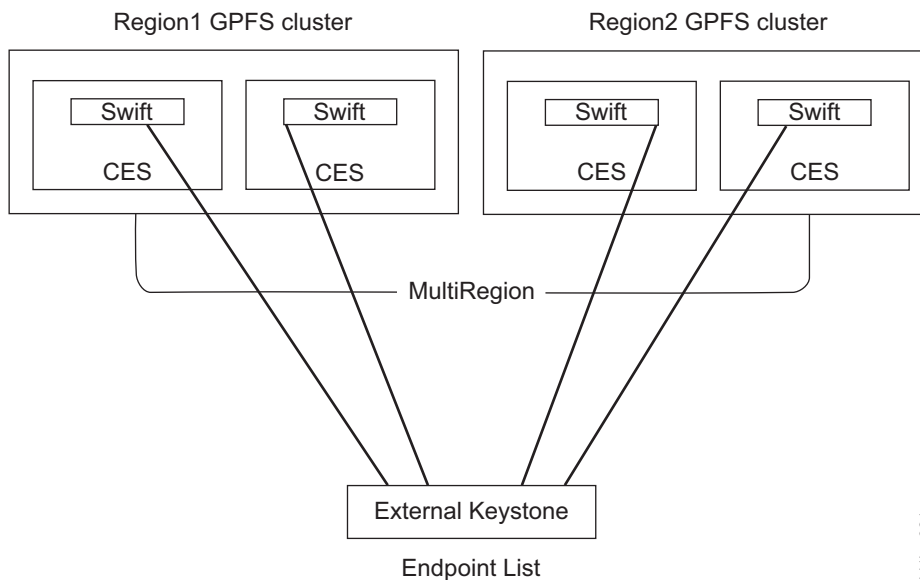 Region1 GPFS cluster
Region2 GPFS cluster
Swift
Swift
Swift
Swift
CES
CES
CES
CES
MultiRegion
External Keystone
Endpoint List